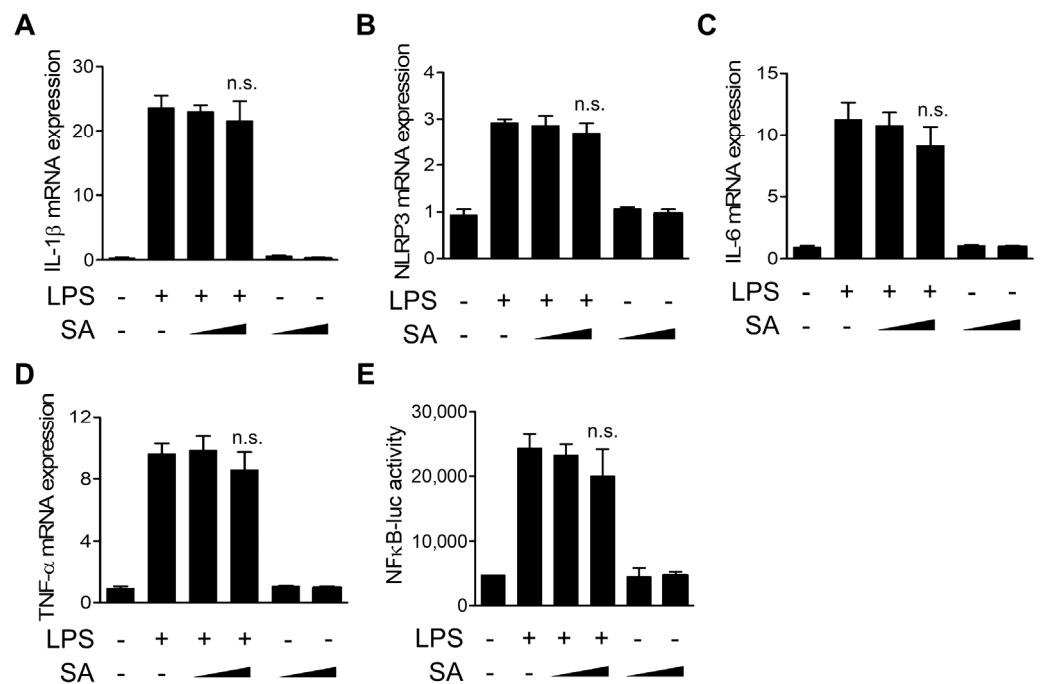 A
IL-1β mRNA expression
30
20
10
0
n.s.
LPS - + + + - -
SA - -
B
NLRP3 mRNA expression
4
3
2
1
0
n.s.
LPS - + + + - -
SA - -
C
IL-6 mRNA expression
15
10
5
0
n.s.
LPS - + + + - -
SA - -
D
TNF-α mRNA expression
12
8
4
0
n.s.
LPS - + + + - -
SA - -
E
NFκB-luc activity
30,000
20,000
10,000
0
n.s.
LPS - + + + - -
SA - -